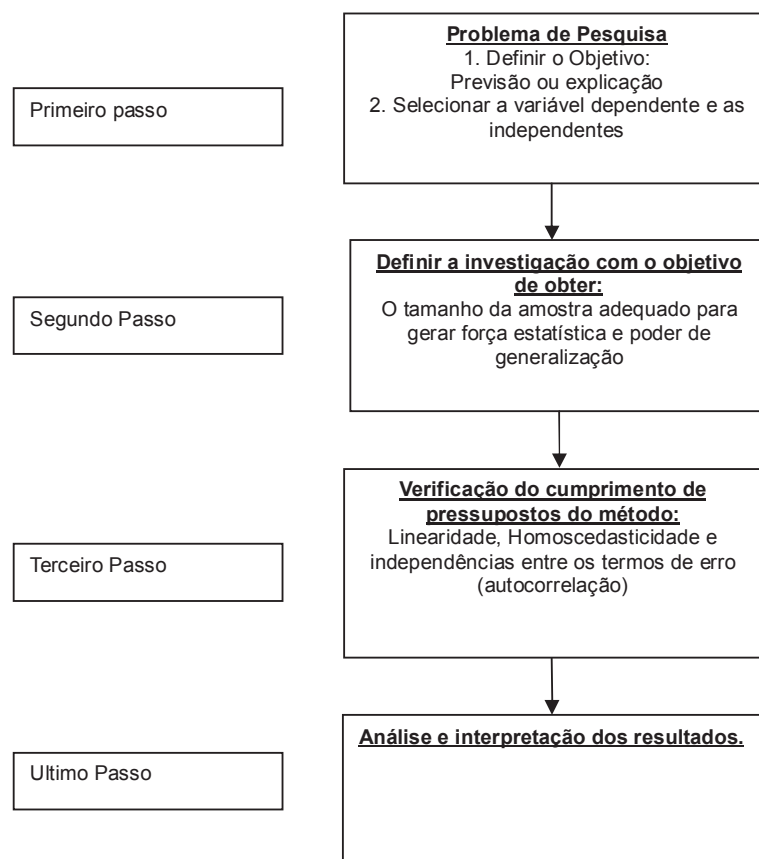 Primeiro passo
Problema de Pesquisa
1. Definir o Objetivo:
Previsão ou explicação
2. Selecionar a variável dependente e as
independentes
Segundo Passo
Definir a investigação com o objetivo
de obter:
O tamanho da amostra adequado para
gerar força estatística e poder de
generalização
Terceiro Passo
Verificação do cumprimento de
pressupostos do método:
Linearidade, Homoscedasticidade e
independências entre os termos de erro
(autocorrelação)
Ultimo Passo
Análise e interpretação dos resultados.